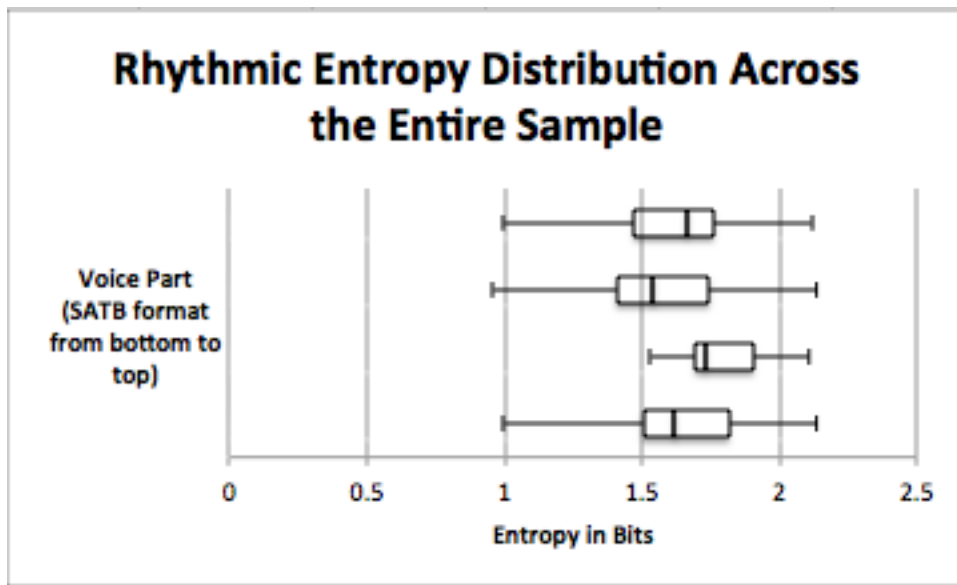 Rhythmic Entropy Distribution Across
the Entire Sample
Voice Part
(SATB format
from bottom to
top)
0 0.5 1 1.5 2 2.5
Entropy in Bits